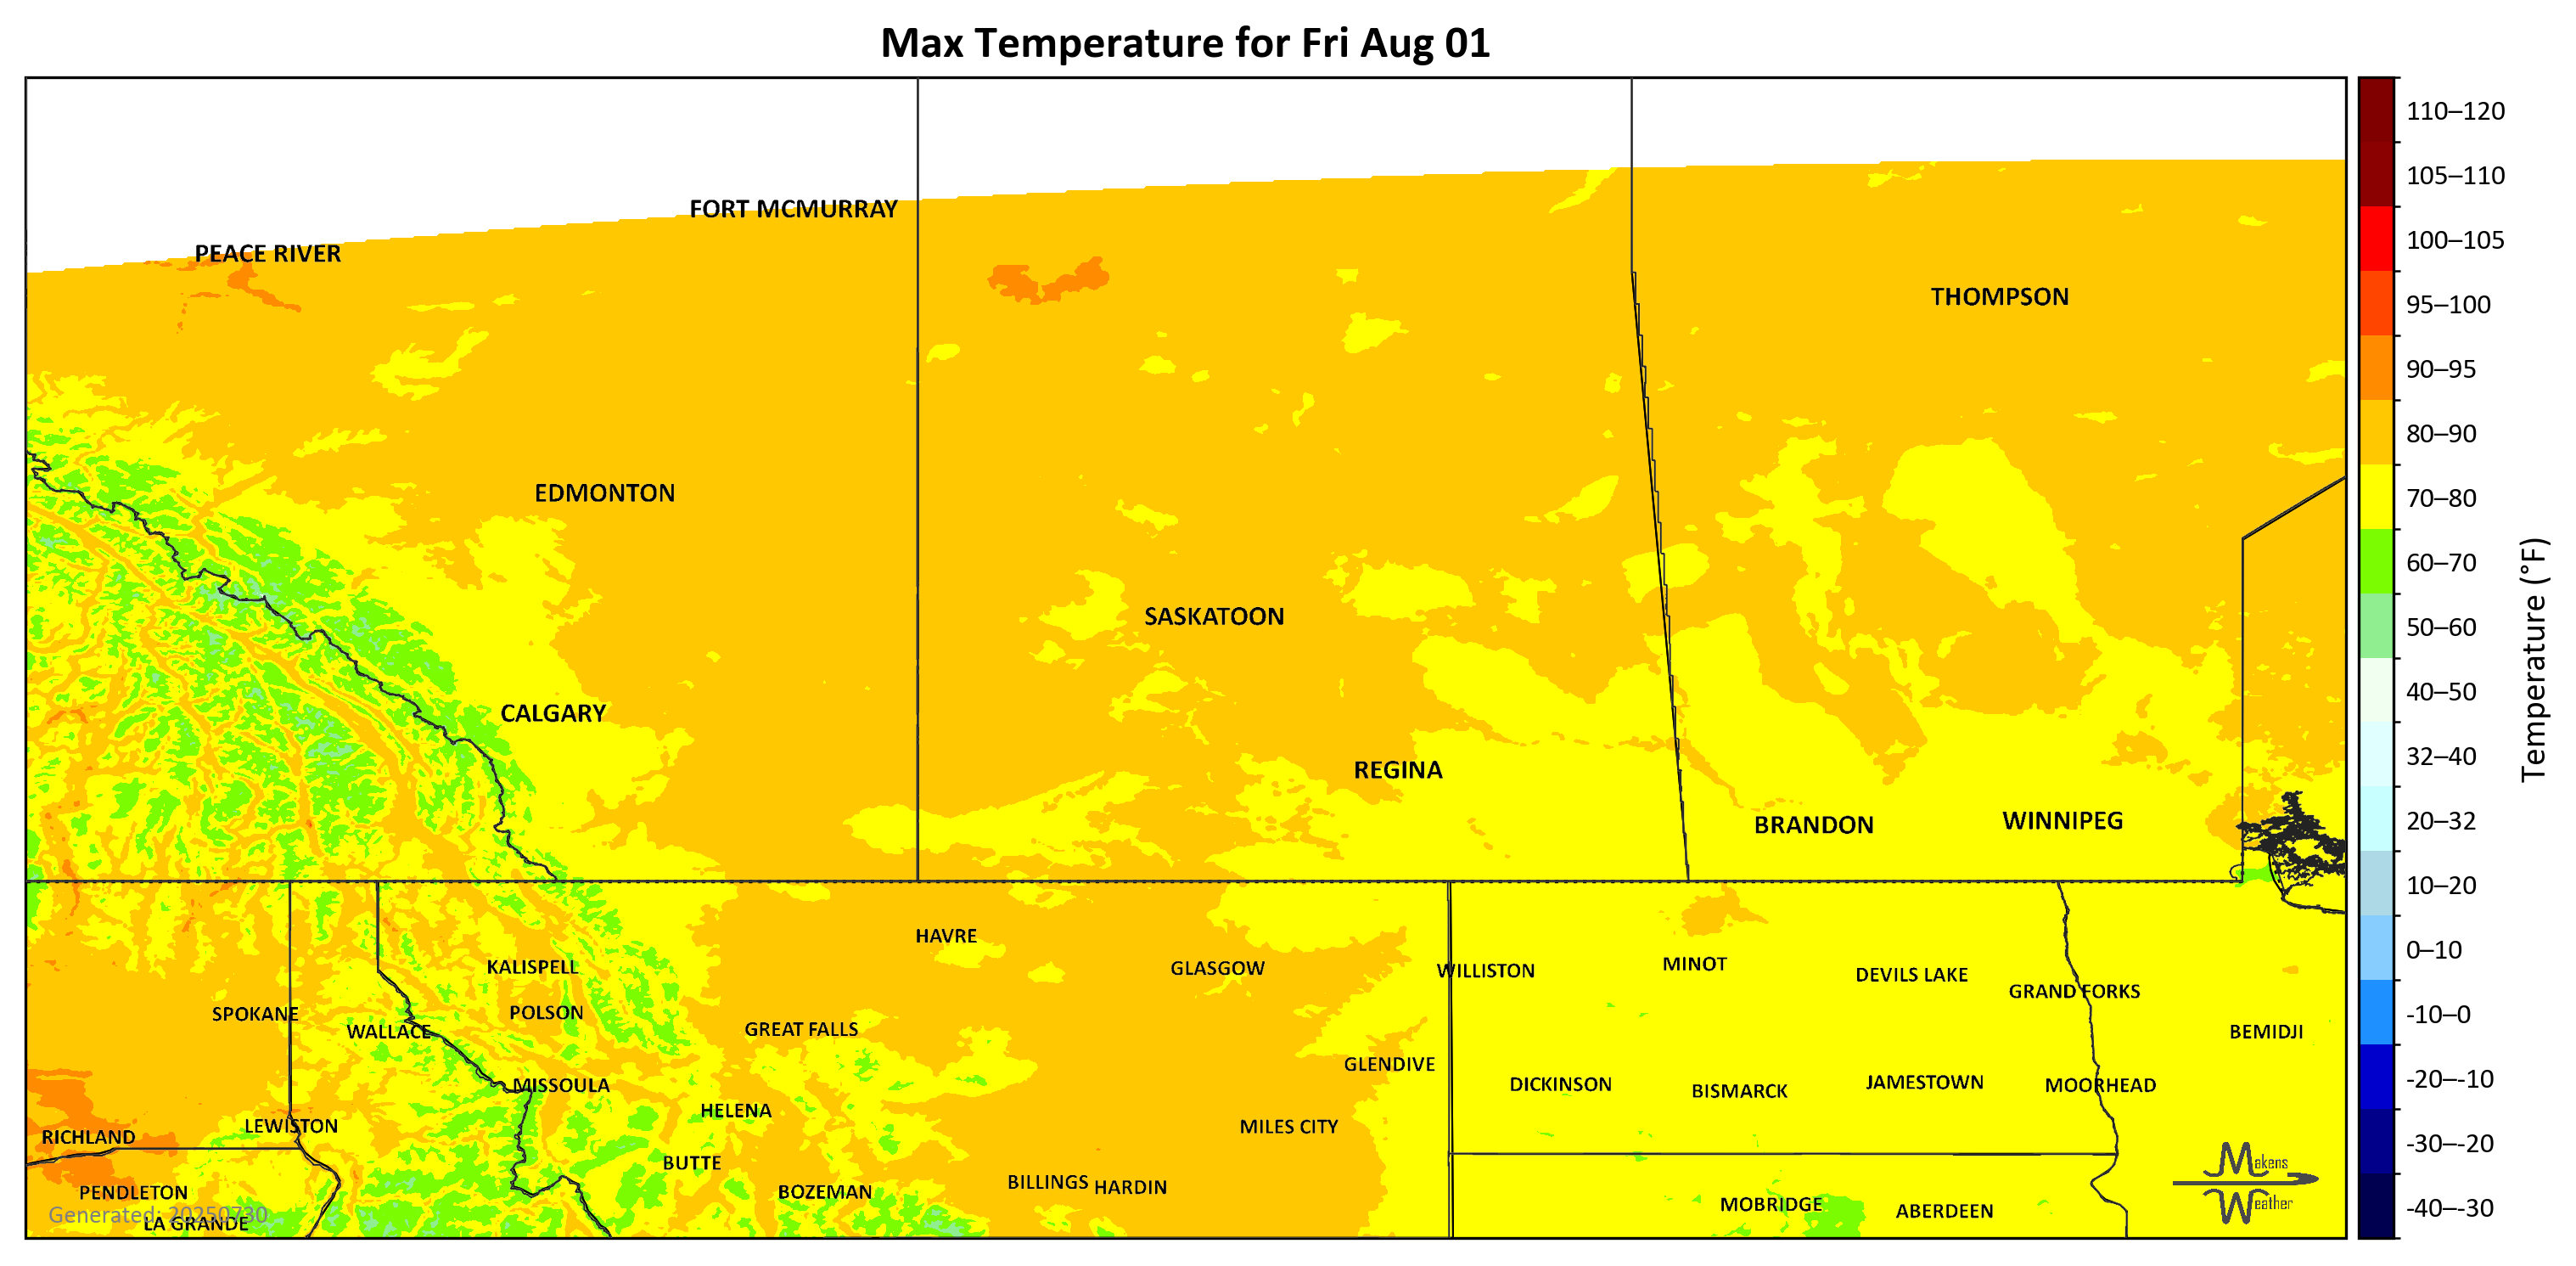 Max Temperature for Fri Aug 01
FORT MCMURRAY
PEACE RIVER
THOMPSON
EDMONTON
SASKATOON
CALGARY
REGINA
BRANDON
WINNIPEG
HAVRE
KALISPELL
GLASGOW
WILLISTON
MINOT
DEVILS LAKE
GRAND FORKS
SPOKANE
POLSON
WALLACE
GREAT FALLS
BEMIDJI
GLENDIVE
MISSOULA
DICKINSON
BISMARCK
JAMESTOWN
MOORHEAD
HELENA
LEWISTON
MILES CITY
RICHLAND
BUTTE
BILLINGS
HARDIN
PENDLETON
BOZEMAN
MOBRIDGE
ABERDEEN
LA GRANDE
Generated: 20250730
Makens
Weather
110–120
105–110
100–105
95–100
90–95
80–90
70–80
60–70
50–60
40–50
32–40
20–32
10–20
0–10
-10–0
-20–-10
-30–-20
-40–-30
Temperature (°F)